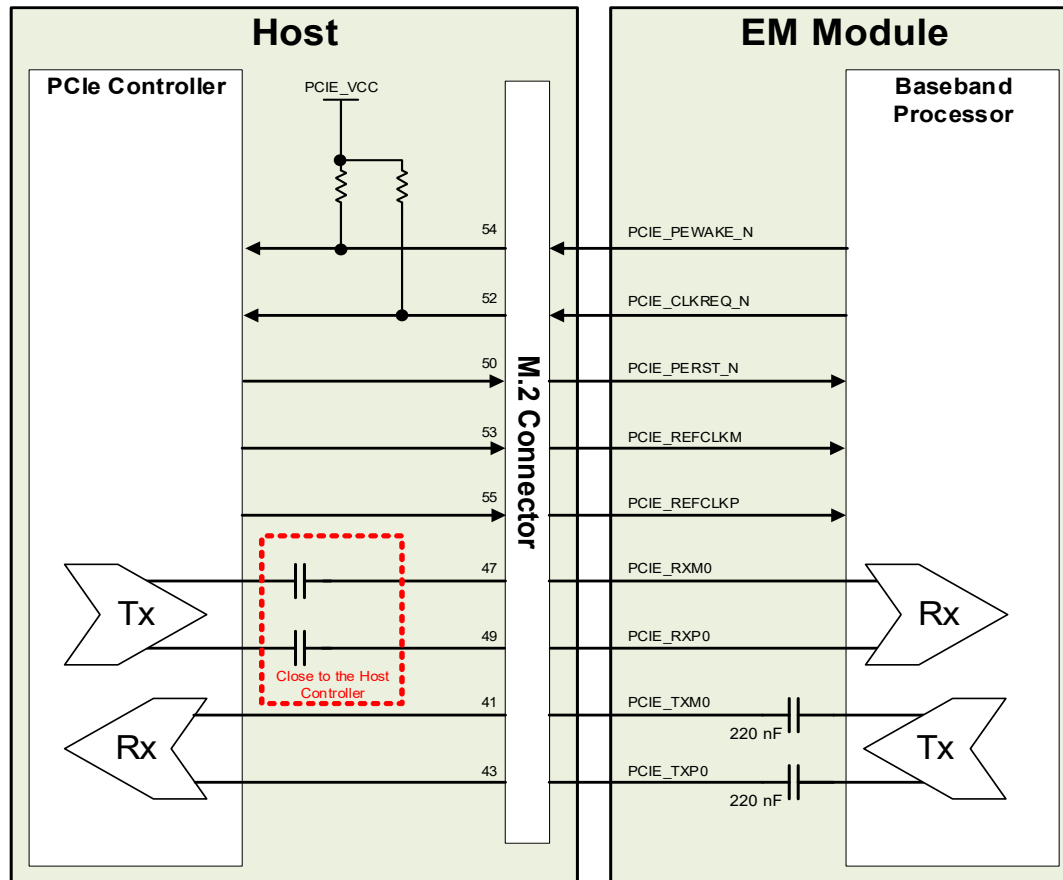 Host
EM Module
PCIe Controller
PCIE_VCC
Baseband
Processor
54
PCIE_PEWAKE_N
52
PCIE_CLKREQ_N
50
PCIE_PERST_N
M.2 Connector
53
PCIE_REFCLKM
55
PCIE_REFCLKP
47
PCIE_RXM0
Tx
Rx
49
PCIE_RXP0
Close to the Host
Controller
41
PCIE_TXM0
220 nF
Rx
Tx
43
PCIE_TXP0
220 nF